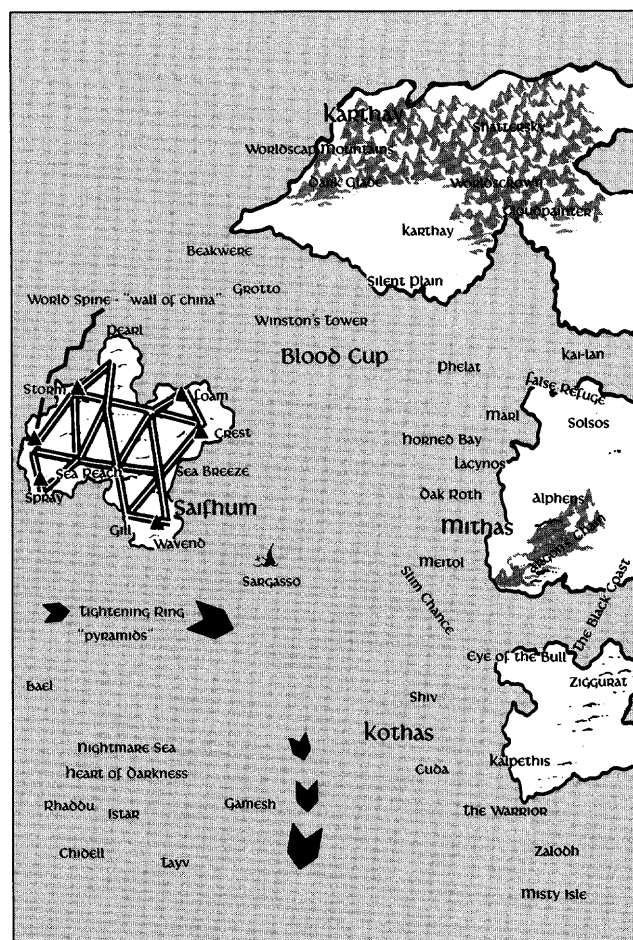 Karthay
Shattersky
Worldscap Mountains
Dark Glade
Worldscrown
Cloudpainter
Karthay
Beakwere
Silent Plain
Grotto
World Spine - "wall of china"
Winston's Tower
Pearl
Blood Cup
Kai-lan
Phelat
False Refuge
Storm
Foam
Marl
Solsos
Crest
Horned Bay
Lacynos
Sea Reach
Sea Breeze
Spray
Oak Roth
Alphens
Saifhum
Mithas
Gill
Wavend
Meitol
Sargasso
Slim Chance
The Black Coast
Tightening Ring
"pyramids"
Eye of the Bull
Ziggurat
Hael
Shiv
Kothas
Nightmare Sea
Kalpethis
Heart of Darkness
Cuda
Rhaddu
Istar
Gamesh
The Warrior
Chidell
Tayv
Zalodh
Misty Isle